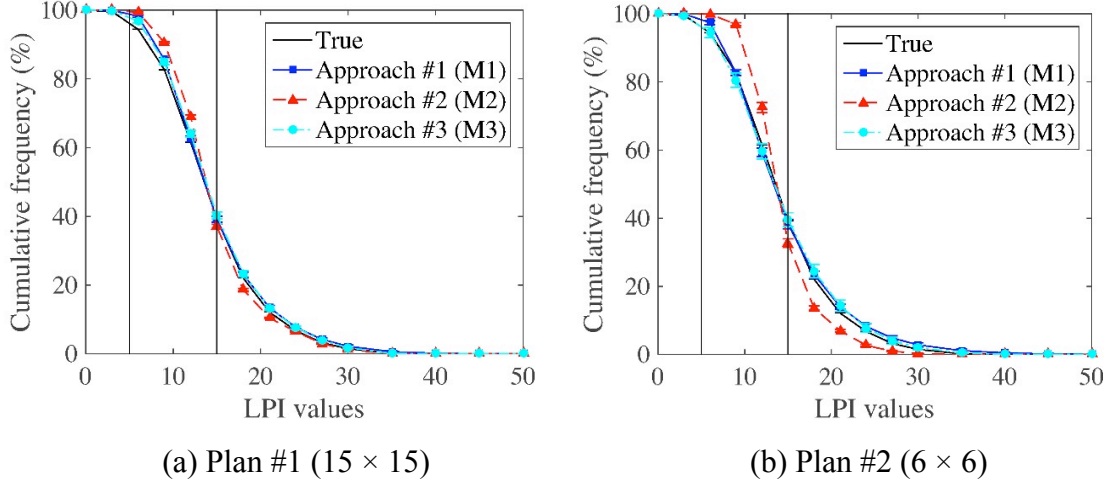 100
80
60
40
20
0
Cumulative frequency (%)
True
Approach #1 (M1)
Approach #2 (M2)
Approach #3 (M3)
0 10 20 30 40 50
LPI values
(a) Plan #1 (15 × 15)
100
80
60
40
20
0
Cumulative frequency (%)
True
Approach #1 (M1)
Approach #2 (M2)
Approach #3 (M3)
0 10 20 30 40 50
LPI values
(b) Plan #2 (6 × 6)